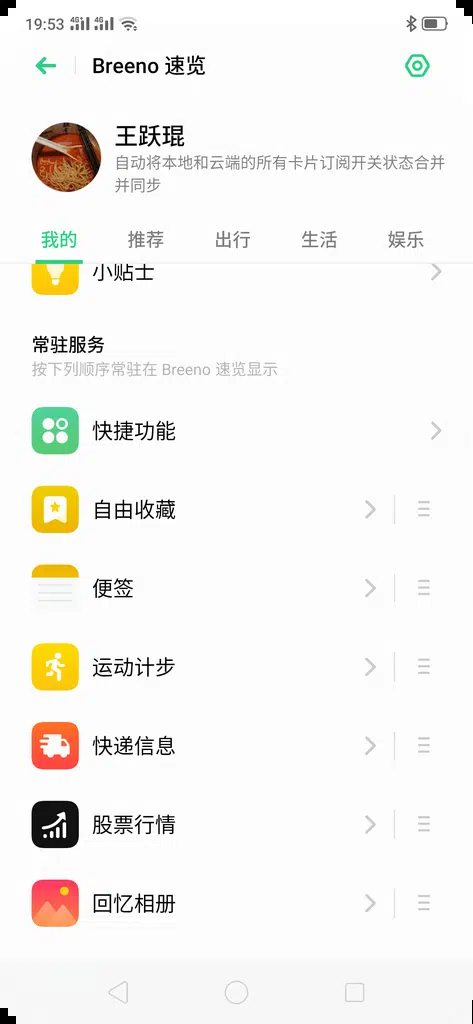 19:53
Breeno 速览
王跃琨
自动将本地和云端的所有卡片订阅开关状态合并
并同步
我的 推荐 出行 生活 娱乐
小贴士
常驻服务
按下列顺序常驻在 Breeno 速览显示
快捷功能
自由收藏
便签
运动计步
快递信息
股票行情
回忆相册